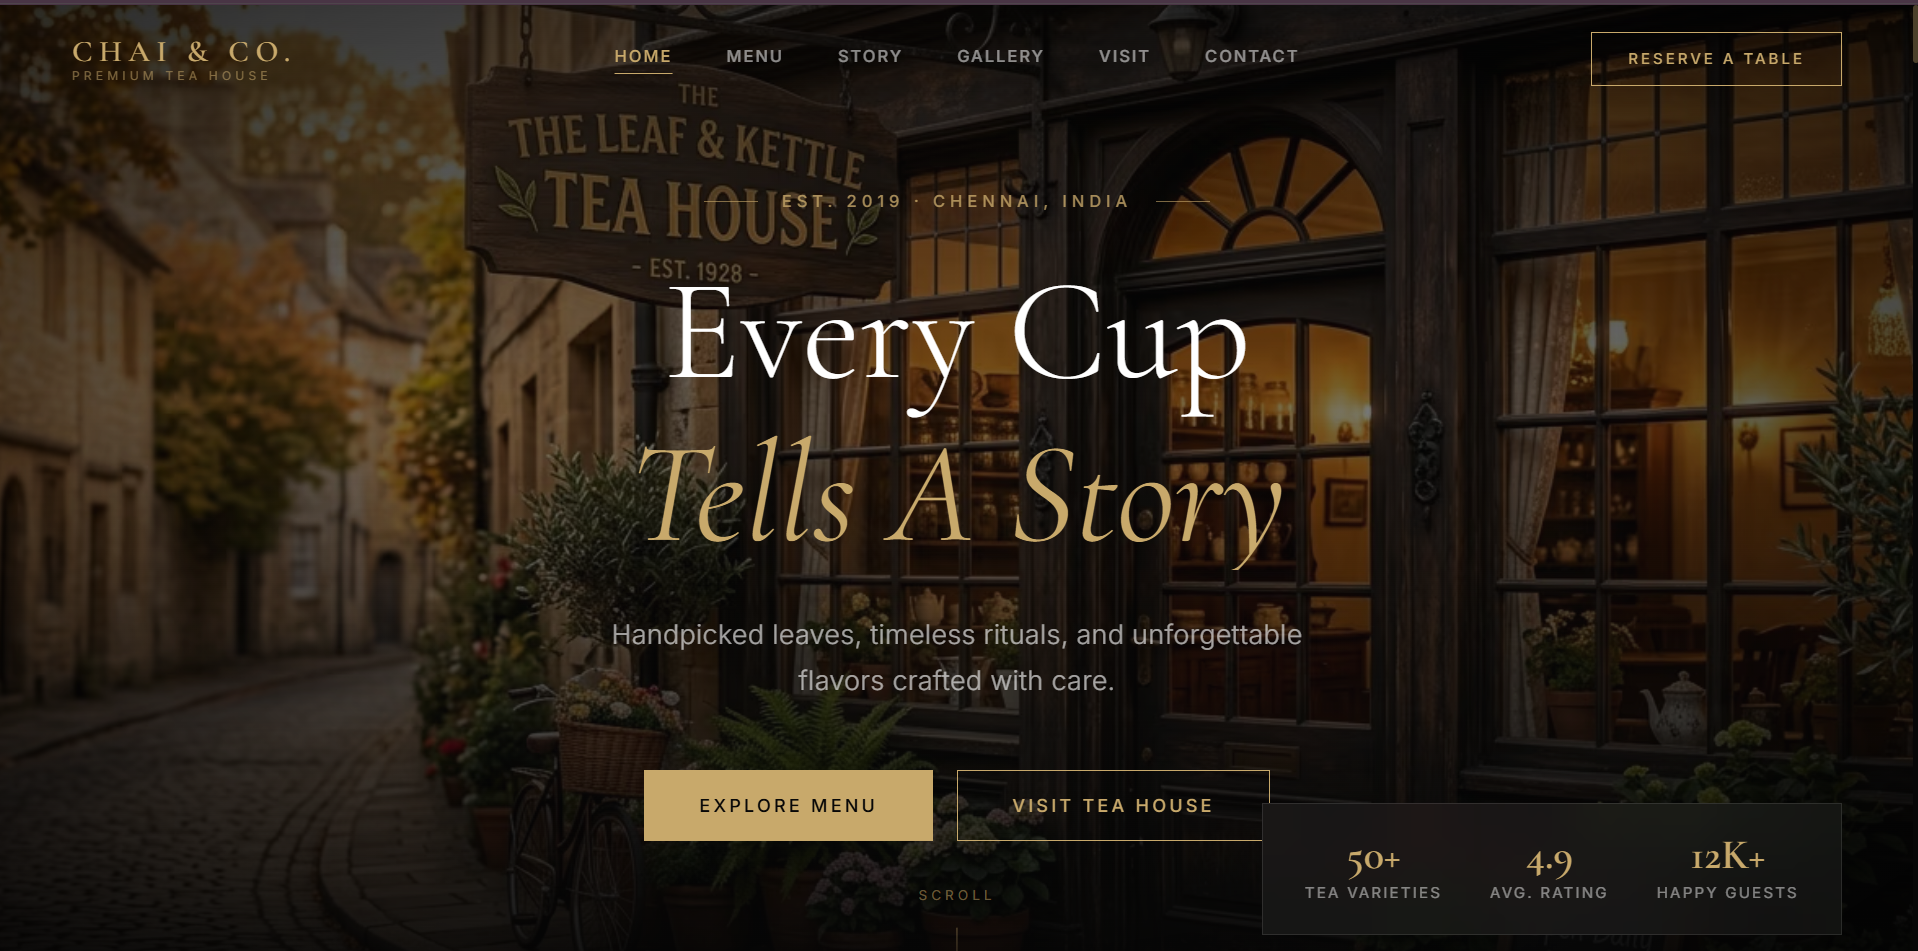 CHAI & CO.
PREMIUM TEA HOUSE
HOME MENU STORY GALLERY VISIT CONTACT
RESERVE A TABLE
THE
THE LEAF & KETTLE
TEA HOUSE
- EST. 1928 -
EST. 2019 · CHENNAI, INDIA
Every Cup
Tells A Story
Handpicked leaves, timeless rituals, and unforgettable
flavors crafted with care.
EXPLORE MENU
VISIT TEA HOUSE
50+ 4.9 12K+
TEA VARIETIES AVG. RATING HAPPY GUESTS
SCROLL